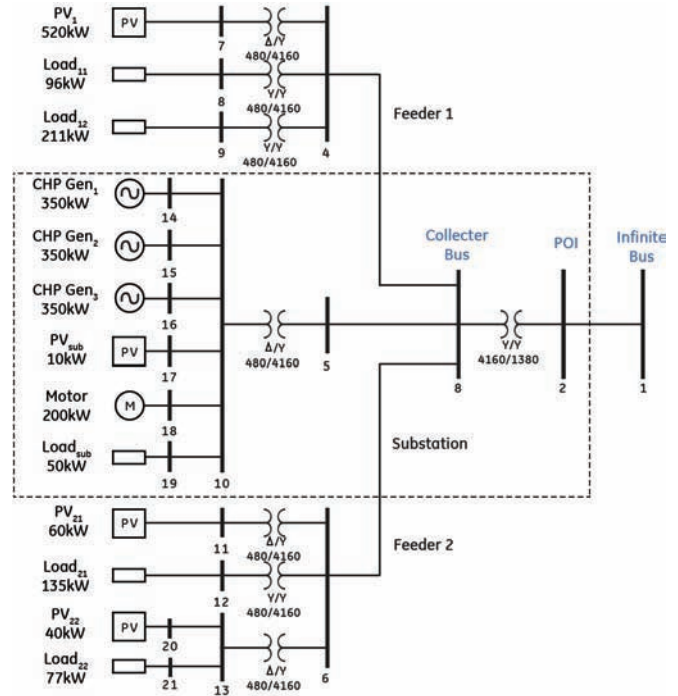 PV1
520kW
PV
7
Δ/Y
480/4160
Load11
96kW
8
Y/Y
480/4160
Load12
211kW
9
Y/Y
480/4160
4
Feeder 1
CHP Gen1
350kW
14
CHP Gen2
350kW
15
CHP Gen3
350kW
16
PVsub
10kW
PV
17
Motor
200kW
M
18
Loadsub
50kW
19
10
Δ/Y
480/4160
5
Collecter
Bus
8
Y/Y
4160/1380
POI
2
Infinite
Bus
1
Substation
PV21
60kW
PV
11
Δ/Y
480/4160
Load21
135kW
12
Y/Y
480/4160
PV22
40kW
PV
20
Load22
77kW
21
13
Δ/Y
480/4160
6
Feeder 2